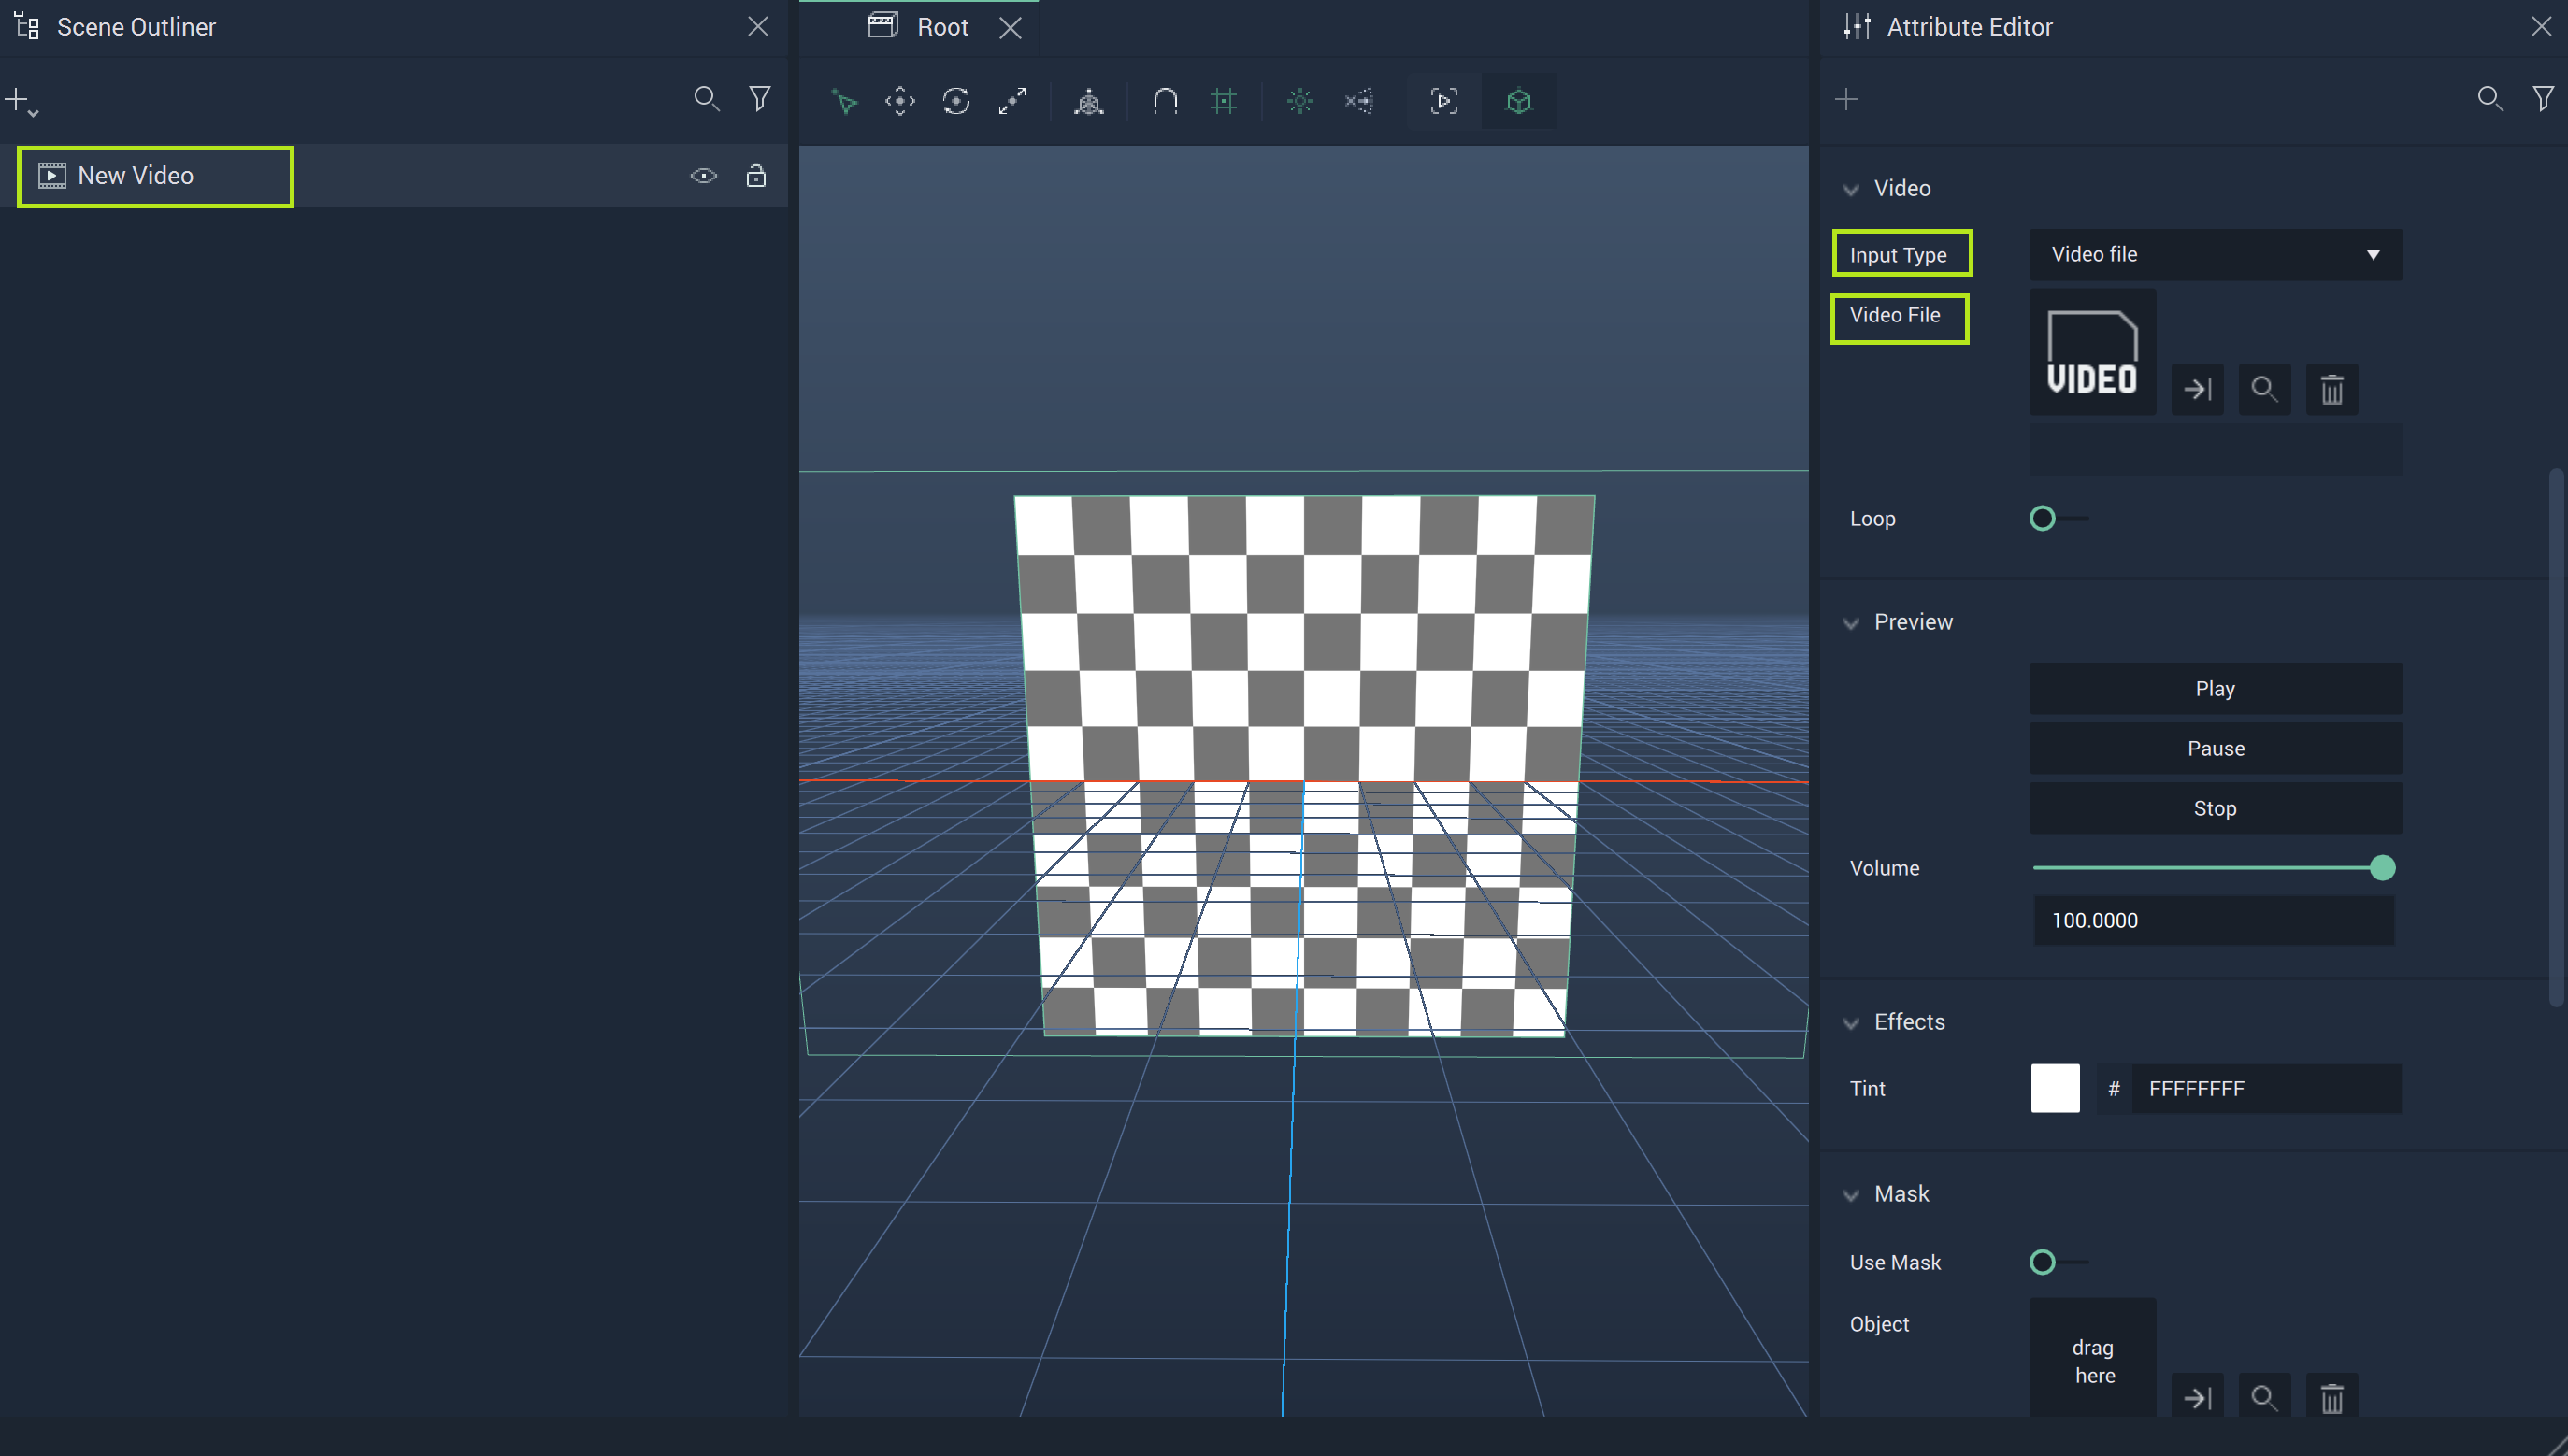 Scene Outliner
Root
Attribute Editor
New Video
Video
Input Type
Video file
Video File
VIDEO
Loop
Preview
Play
Pause
Stop
Volume
100.0000
Effects
Tint
# FFFFFFFF
Mask
Use Mask
Object
drag
here